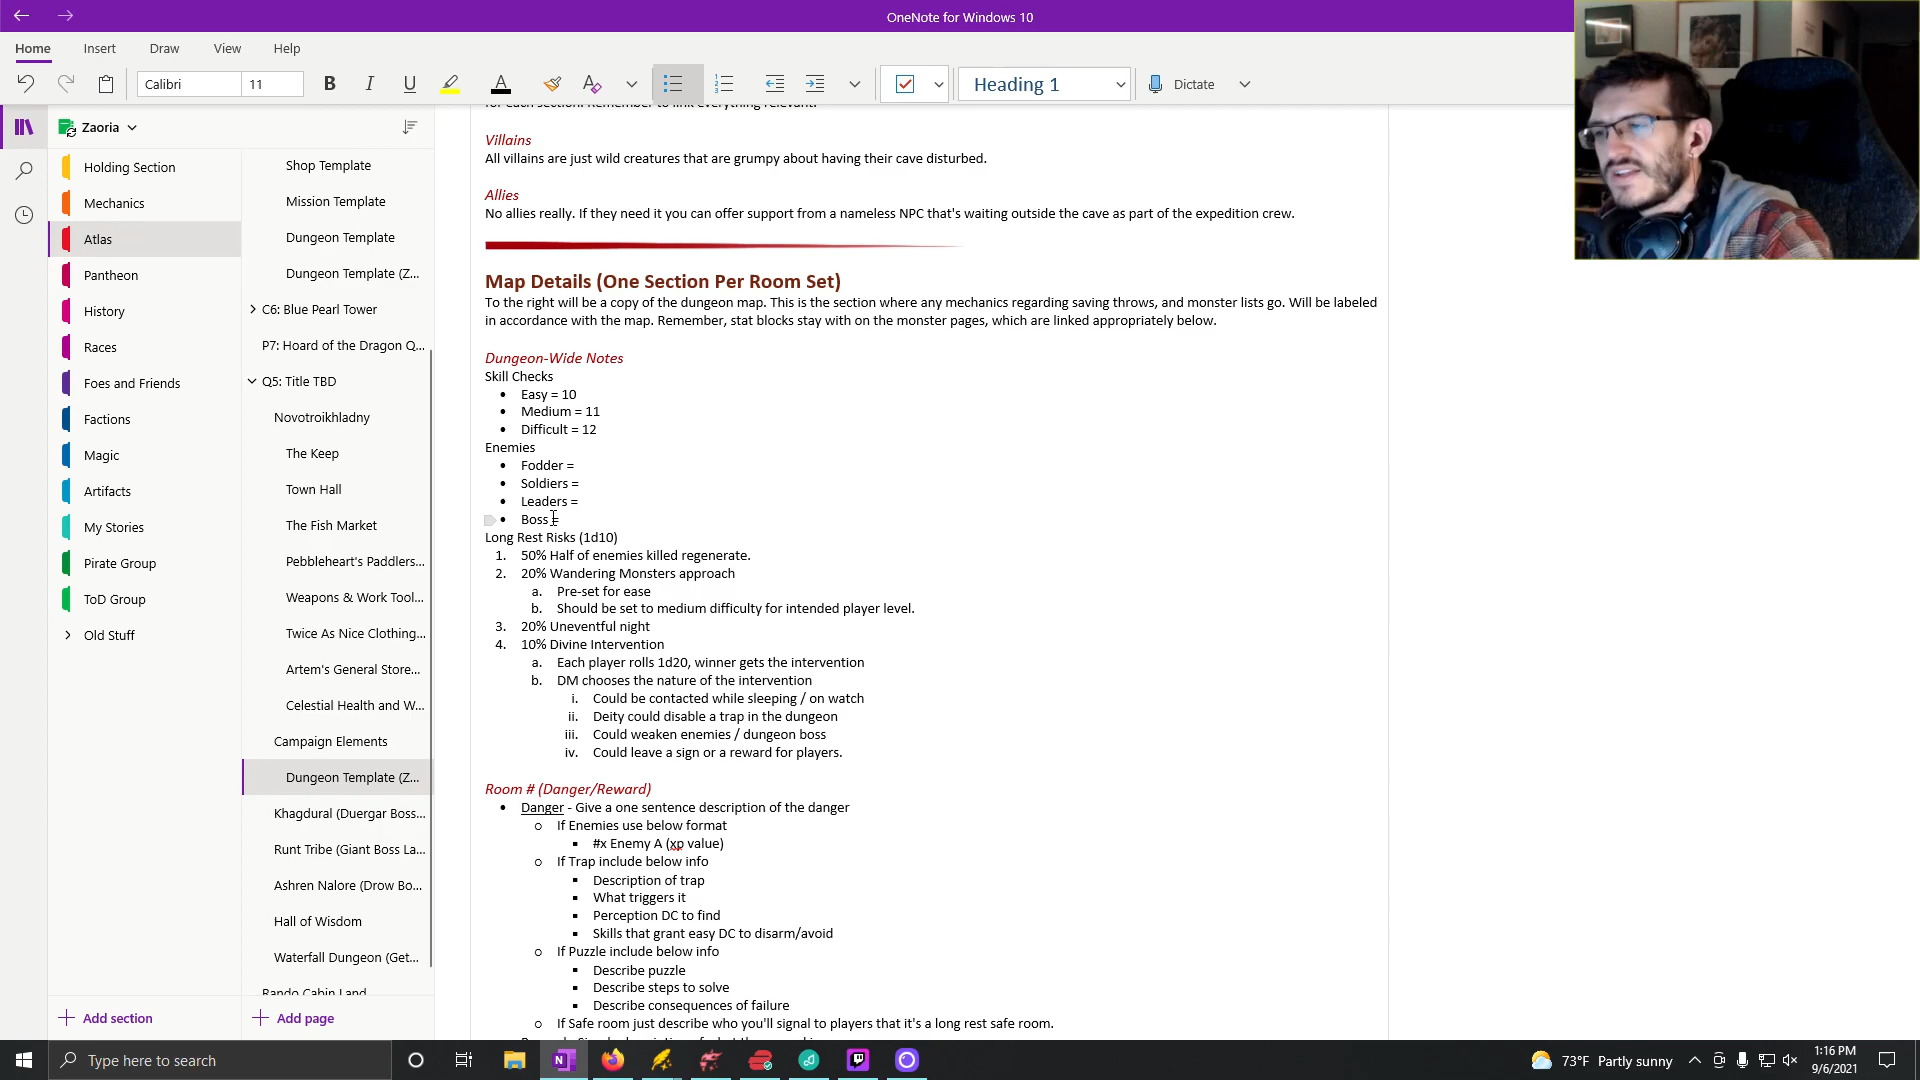 OneNote for Windows 10
Home
Insert
Draw
View
Help
Calibri
11
B
I
U
A
A
Heading 1
Dictate
Zaoria
Holding Section
Mechanics
Atlas
Pantheon
History
Races
Foes and Friends
Factions
Magic
Artifacts
My Stories
Pirate Group
ToD Group
Old Stuff
Add section
Shop Template
Mission Template
Dungeon Template
Dungeon Template (Z...
C6: Blue Pearl Tower
P7: Hoard of the Dragon Q...
Q5: Title TBD
Novotroikhladny
The Keep
Town Hall
The Fish Market
Pebbleheart's Paddlers...
Weapons & Work Tool...
Twice As Nice Clothing...
Artem's General Store...
Celestial Health and W...
Campaign Elements
Dungeon Template (Z...
Khagdural (Duergar Boss...
Runt Tribe (Giant Boss La...
Ashren Nalore (Drow Bo...
Hall of Wisdom
Waterfall Dungeon (Get...
Rando Cabin Land
Add page
for each section. Remember to link everything relevant.
Villains
All villains are just wild creatures that are grumpy about having their cave disturbed.
Allies
No allies really. If they need it you can offer support from a nameless NPC that's waiting outside the cave as part of the expedition crew.
Map Details (One Section Per Room Set)
To the right will be a copy of the dungeon map. This is the section where any mechanics regarding saving throws, and monster lists go. Will be labeled
in accordance with the map. Remember, stat blocks stay with on the monster pages, which are linked appropriately below.
Dungeon-Wide Notes
Skill Checks
• Easy = 10
• Medium = 11
• Difficult = 12
Enemies
• Fodder =
• Soldiers =
• Leaders =
• Boss =
Long Rest Risks (1d10)
1. 50% Half of enemies killed regenerate.
2. 20% Wandering Monsters approach
a. Pre-set for ease
b. Should be set to medium difficulty for intended player level.
3. 20% Uneventful night
4. 10% Divine Intervention
a. Each player rolls 1d20, winner gets the intervention
b. DM chooses the nature of the intervention
i. Could be contacted while sleeping / on watch
ii. Deity could disable a trap in the dungeon
iii. Could weaken enemies / dungeon boss
iv. Could leave a sign or a reward for players.
Room # (Danger/Reward)
• Danger - Give a one sentence description of the danger
○ If Enemies use below format
▪ #x Enemy A (xp value)
○ If Trap include below info
▪ Description of trap
▪ What triggers it
▪ Perception DC to find
▪ Skills that grant easy DC to disarm/avoid
○ If Puzzle include below info
▪ Describe puzzle
▪ Describe steps to solve
▪ Describe consequences of failure
○ If Safe room just describe who you'll signal to players that it's a long rest safe room.
Type here to search
N
73°F Partly sunny
1:16 PM
9/6/2021